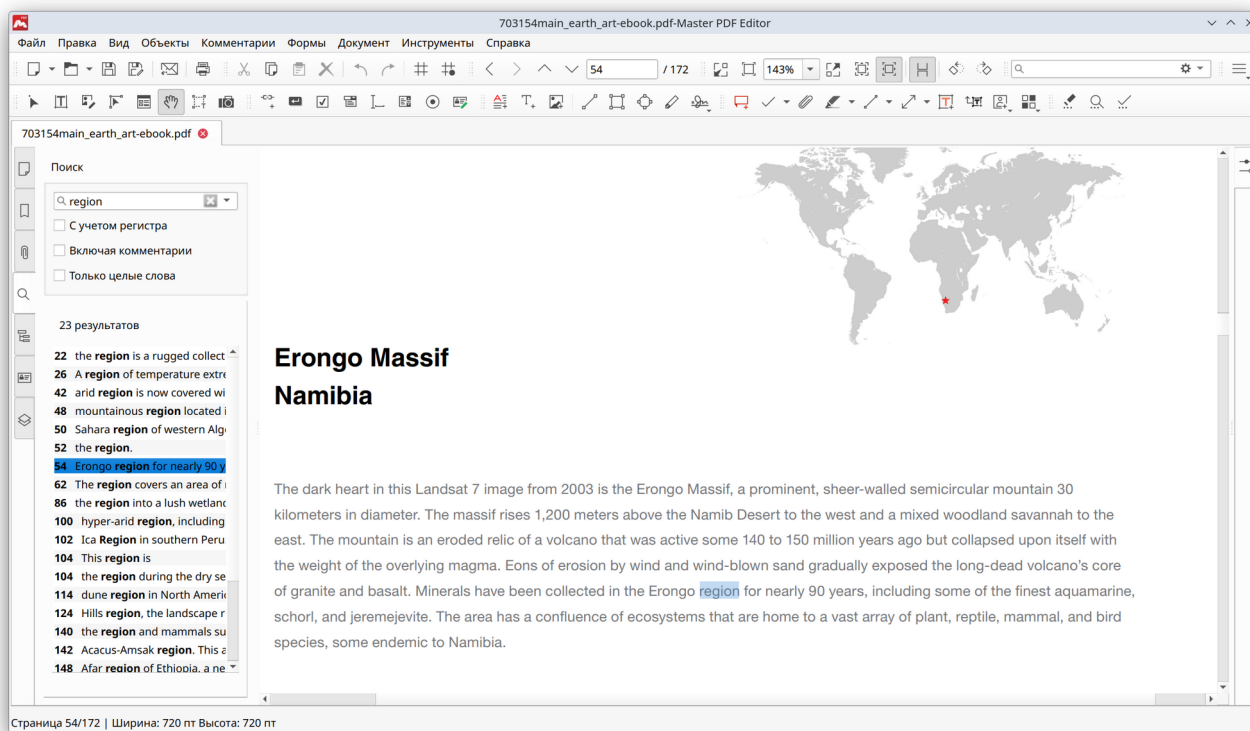 703154main_earth_art-ebook.pdf-Master PDF Editor
Файл Правка Вид Объекты Комментарии Формы Документ Инструменты Справка
54 / 172 143%
703154main_earth_art-ebook.pdf
Поиск
region
С учетом регистра
Включая комментарии
Только целые слова
23 результатов
22 the region is a rugged collect
26 A region of temperature extre
42 arid region is now covered wi
48 mountainous region located i
50 Sahara region of western Alg
52 the region.
54 Erongo region for nearly 90 y
62 The region covers an area of
86 the region into a lush wetland
100 hyper-arid region, including
102 Ica Region in southern Peru
104 This region is
104 the region during the dry se
114 dune region in North Americ
124 Hills region, the landscape r
140 the region and mammals su
142 Acacus-Amsak region. This a
148 Afar region of Ethiopia, a ne
Erongo Massif
Namibia
The dark heart in this Landsat 7 image from 2003 is the Erongo Massif, a prominent, sheer-walled semicircular mountain 30
kilometers in diameter. The massif rises 1,200 meters above the Namib Desert to the west and a mixed woodland savannah to the
east. The mountain is an eroded relic of a volcano that was active some 140 to 150 million years ago but collapsed upon itself with
the weight of the overlying magma. Eons of erosion by wind and wind-blown sand gradually exposed the long-dead volcano's core
of granite and basalt. Minerals have been collected in the Erongo region for nearly 90 years, including some of the finest aquamarine,
schorl, and jeremejevite. The area has a confluence of ecosystems that are home to a vast array of plant, reptile, mammal, and bird
species, some endemic to Namibia.
Страница 54/172 | Ширина: 720 пт Высота: 720 пт